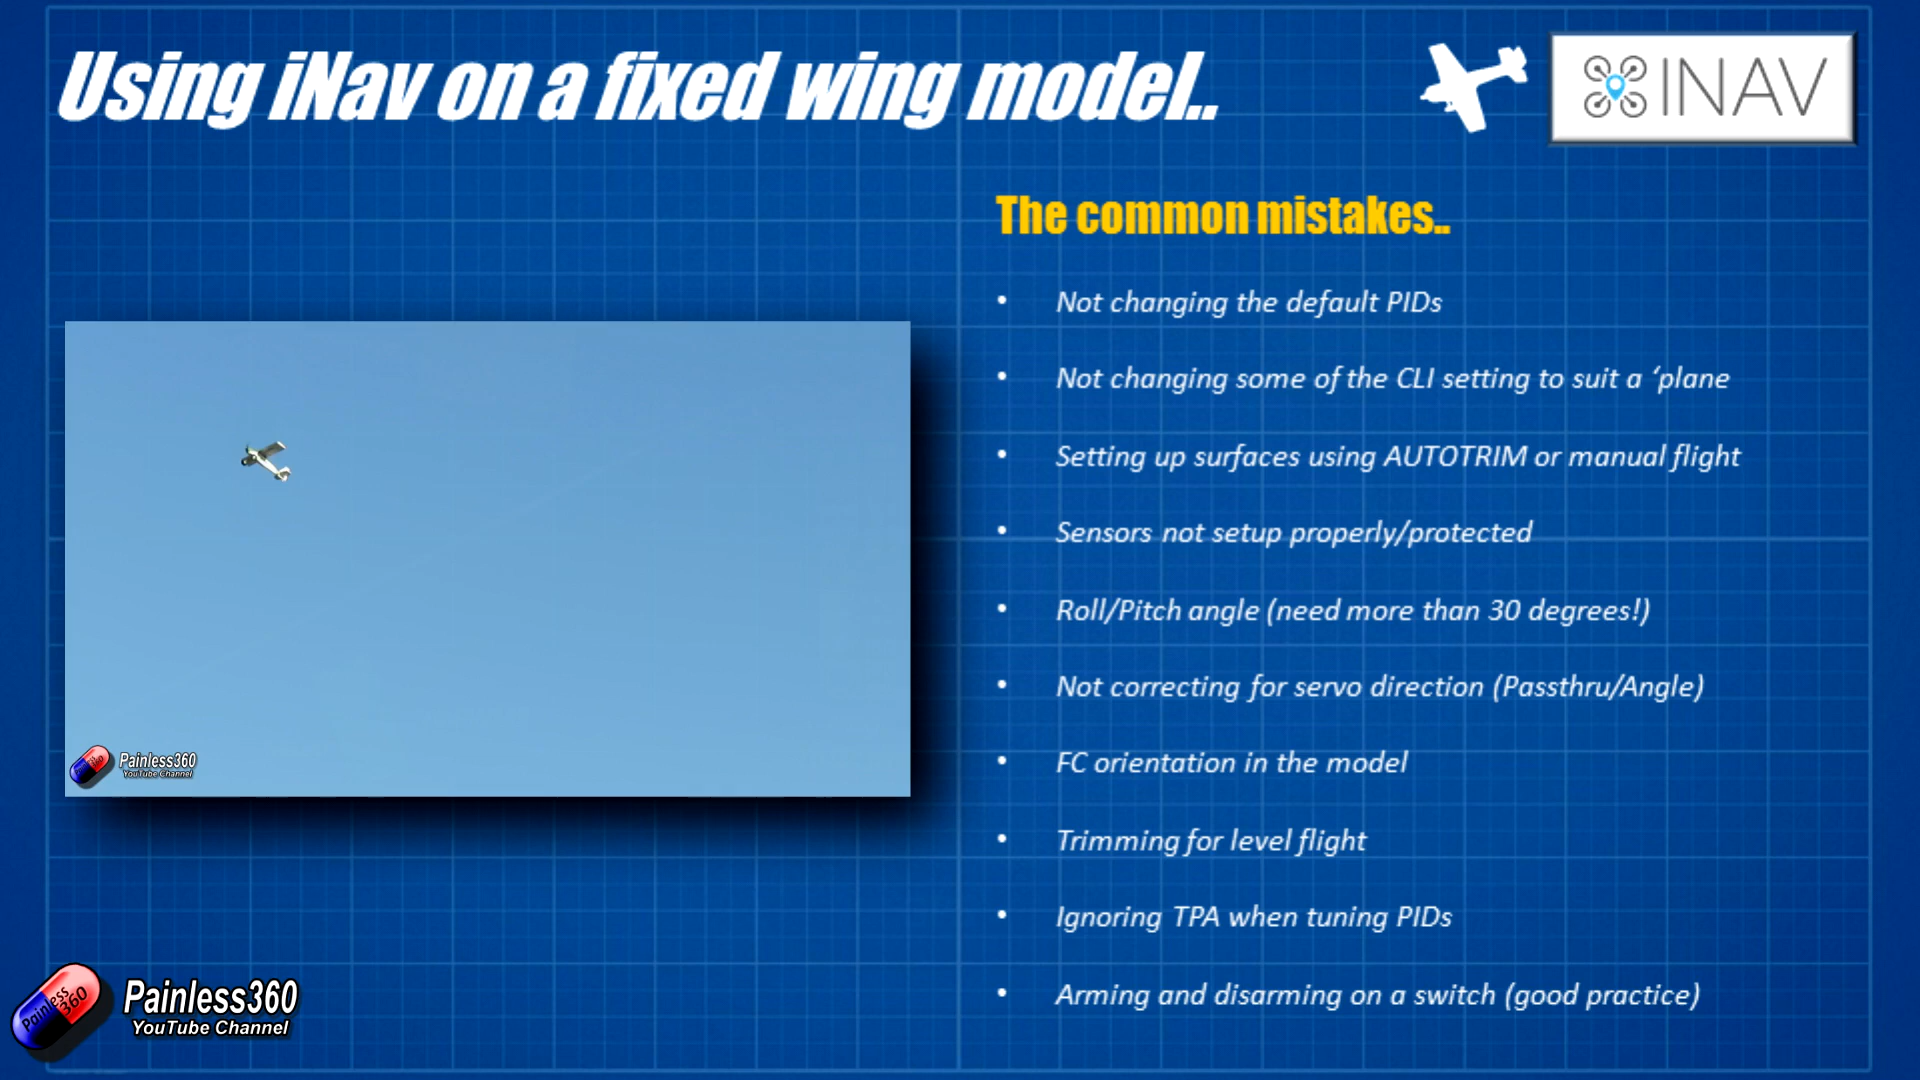 Using iNav on a fixed wing model..
INAV
The common mistakes..
• Not changing the default PIDs
• Not changing some of the CLI setting to suit a ‘plane
• Setting up surfaces using AUTOTRIM or manual flight
• Sensors not setup properly/protected
• Roll/Pitch angle (need more than 30 degrees!)
• Not correcting for servo direction (Passthru/Angle)
• FC orientation in the model
• Trimming for level flight
• Ignoring TPA when tuning PIDs
• Arming and disarming on a switch (good practice)
Painless360
YouTube Channel
Painless
360
Painless360
YouTube Channel